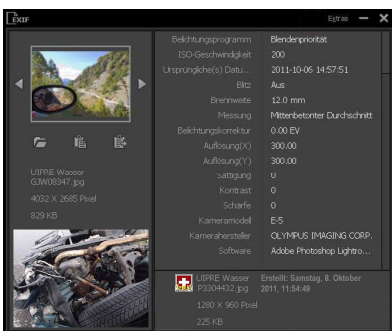 EXIF
Extras
Belichtungsprogramm Blendenpriorität
ISO-Geschwindigkeit 200
Ursprüngliche(s) Datu... 2011-10-06 14:57:51
Blitz Aus
Brennweite 12.0 mm
Messung Mittenbetonter Durchschnitt
Belichtungskorrektur 0.00 EV
Auflösung(X) 300.00
Auflösung(Y) 300.00
Sättigung 0
Kontrast 0
Schärfe 0
Kameramodell E-5
Kamerahersteller OLYMPUS IMAGING CORP.
Software Adobe Photoshop Lightro...
UIPRE Wasser
GJW08347.jpg
4032 X 2685 Pixel
829 KB
UIPRE Wasser
P3304432.jpg
Erstellt: Samstag, 8. Oktober
2011, 11:54:49
1280 X 960 Pixel
225 KB